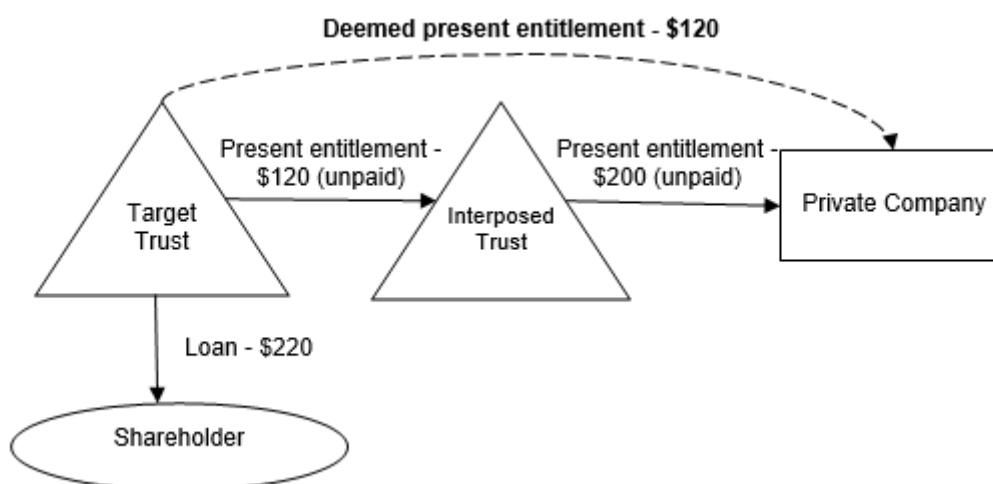 Deemed present entitlement - $120
Present entitlement -
$120 (unpaid)
Present entitlement -
$200 (unpaid)
Target
Trust
Interposed
Trust
Private Company
Loan - $220
Shareholder